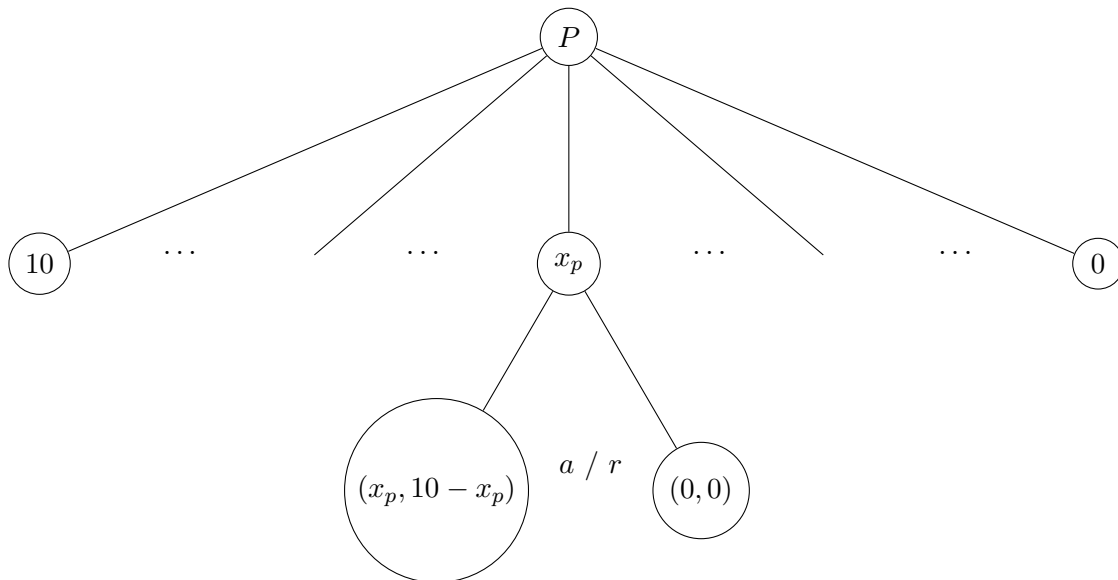 P
10 ... ... x_p ... ... 0
a / r
(x_p, 10 − x_p) (0, 0)